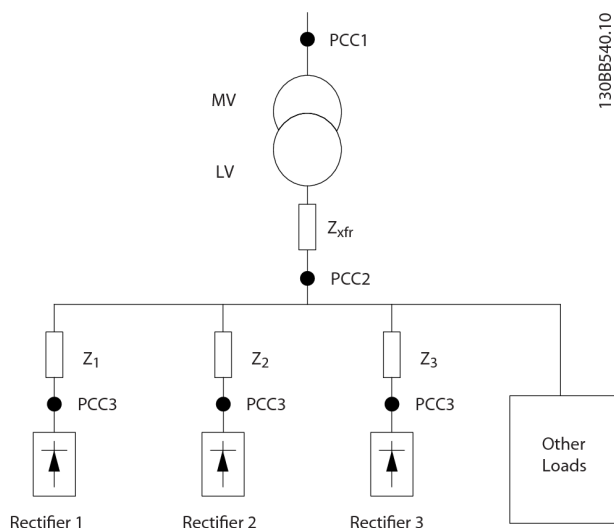 PCC1
130BB540.10
MV
LV
Zxfr
PCC2
Z1
Z2
Z3
PCC3
PCC3
PCC3
Other
Loads
Rectifier 1
Rectifier 2
Rectifier 3